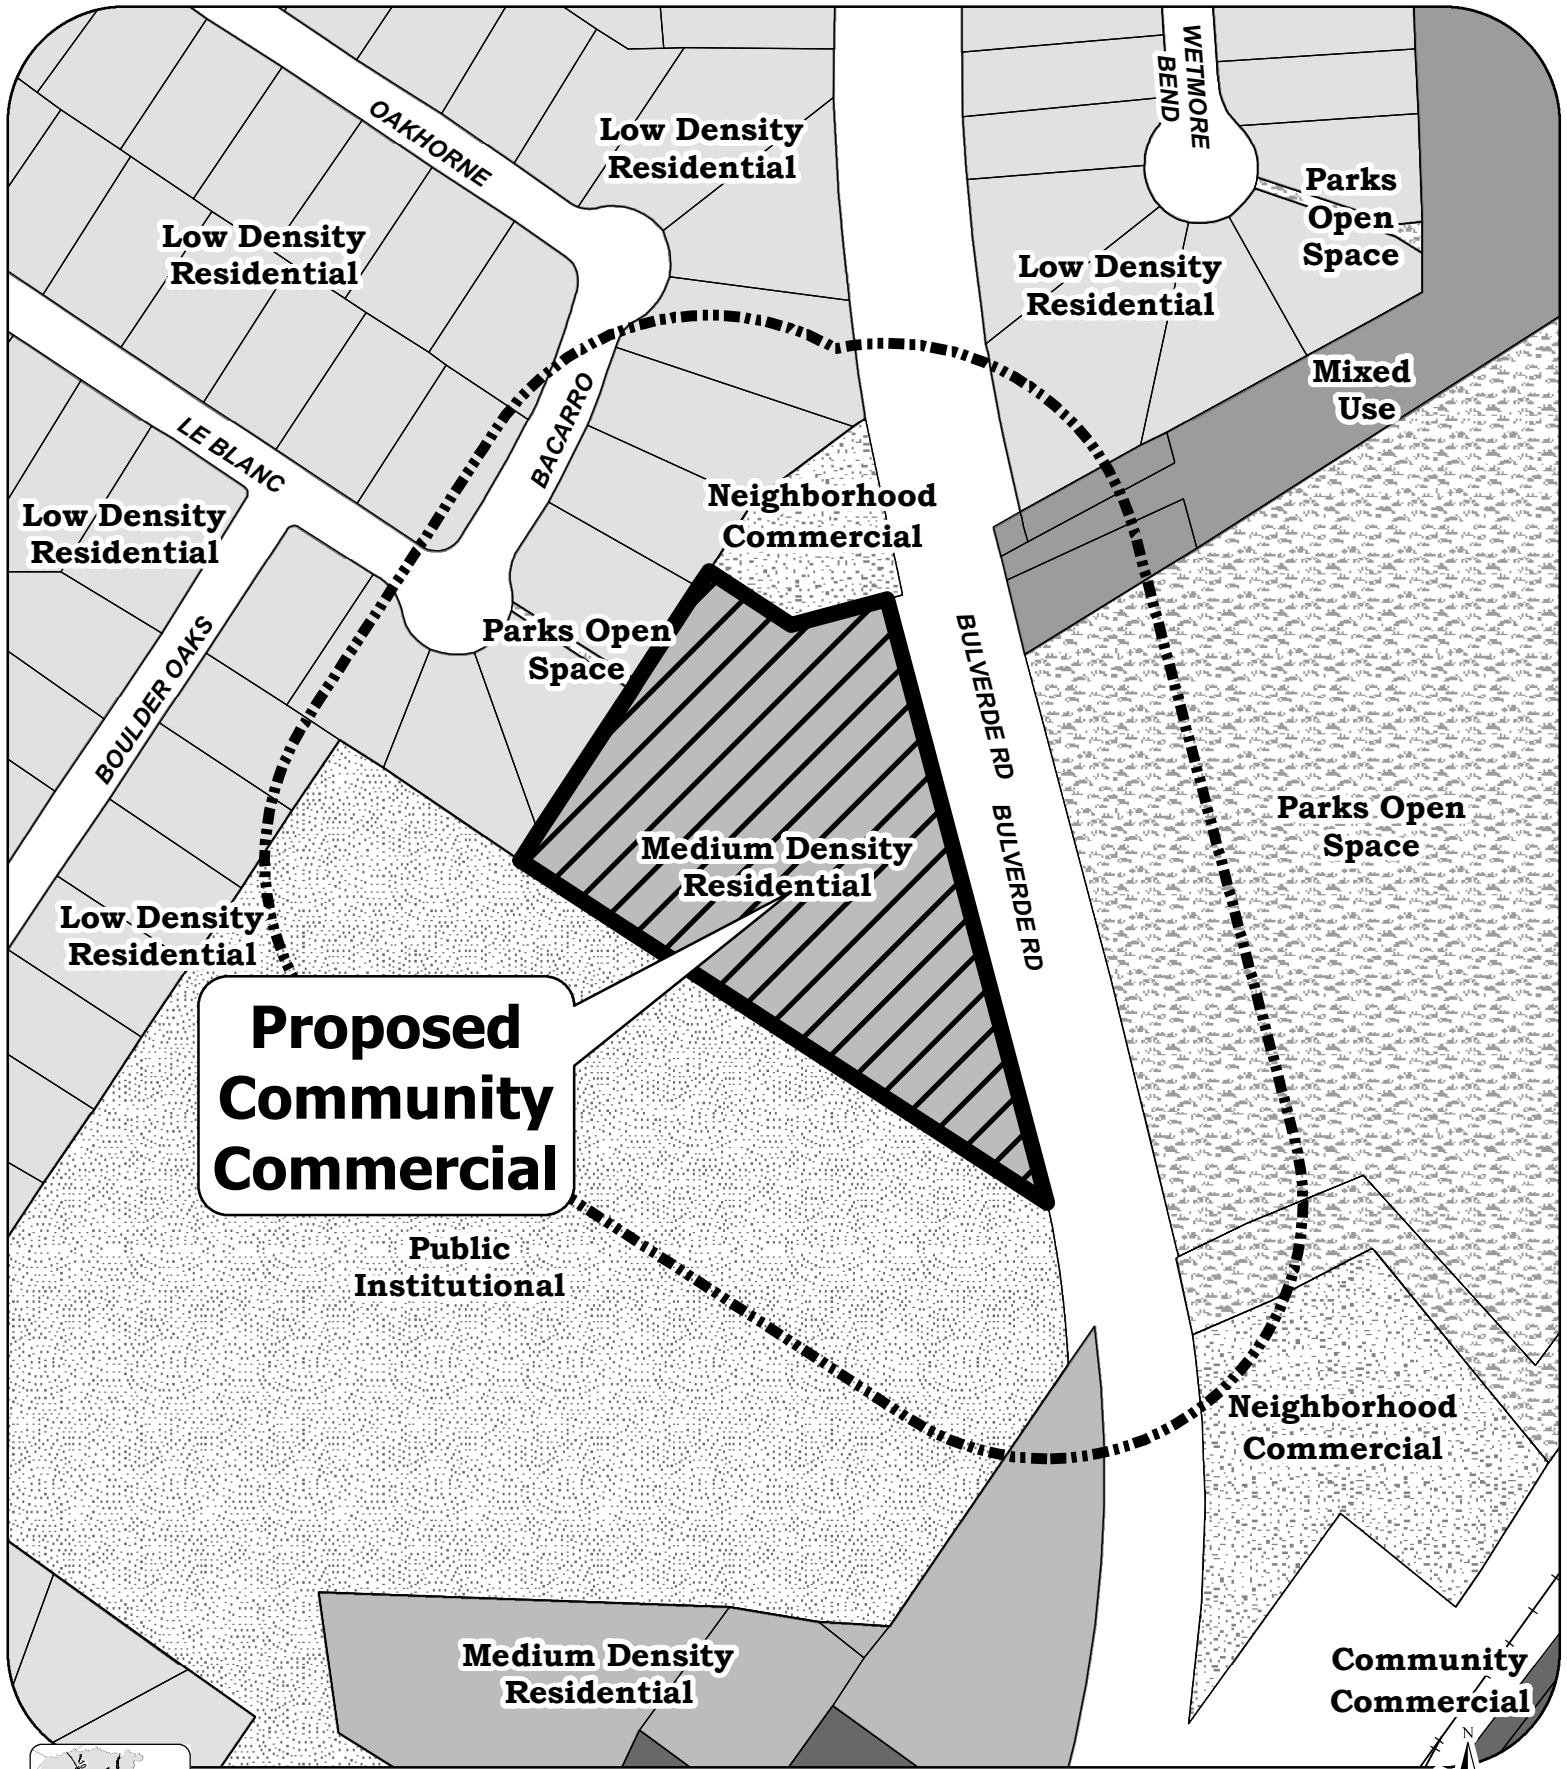 WETMORE
BEND
OAKHORNE
Low Density
Residential
Parks
Open
Space
Low Density
Residential
Low Density
Residential
Mixed
Use
BACARRO
LE BLANC
Neighborhood
Commercial
Low Density
Residential
BOULDER OAKS
Parks Open
Space
BULVERDE RD
BULVERDE RD
Parks Open
Space
Medium Density
Residential
Low Density
Residential
Proposed
Community
Commercial
Public
Institutional
Neighborhood
Commercial
Medium Density
Residential
Community
Commercial
N